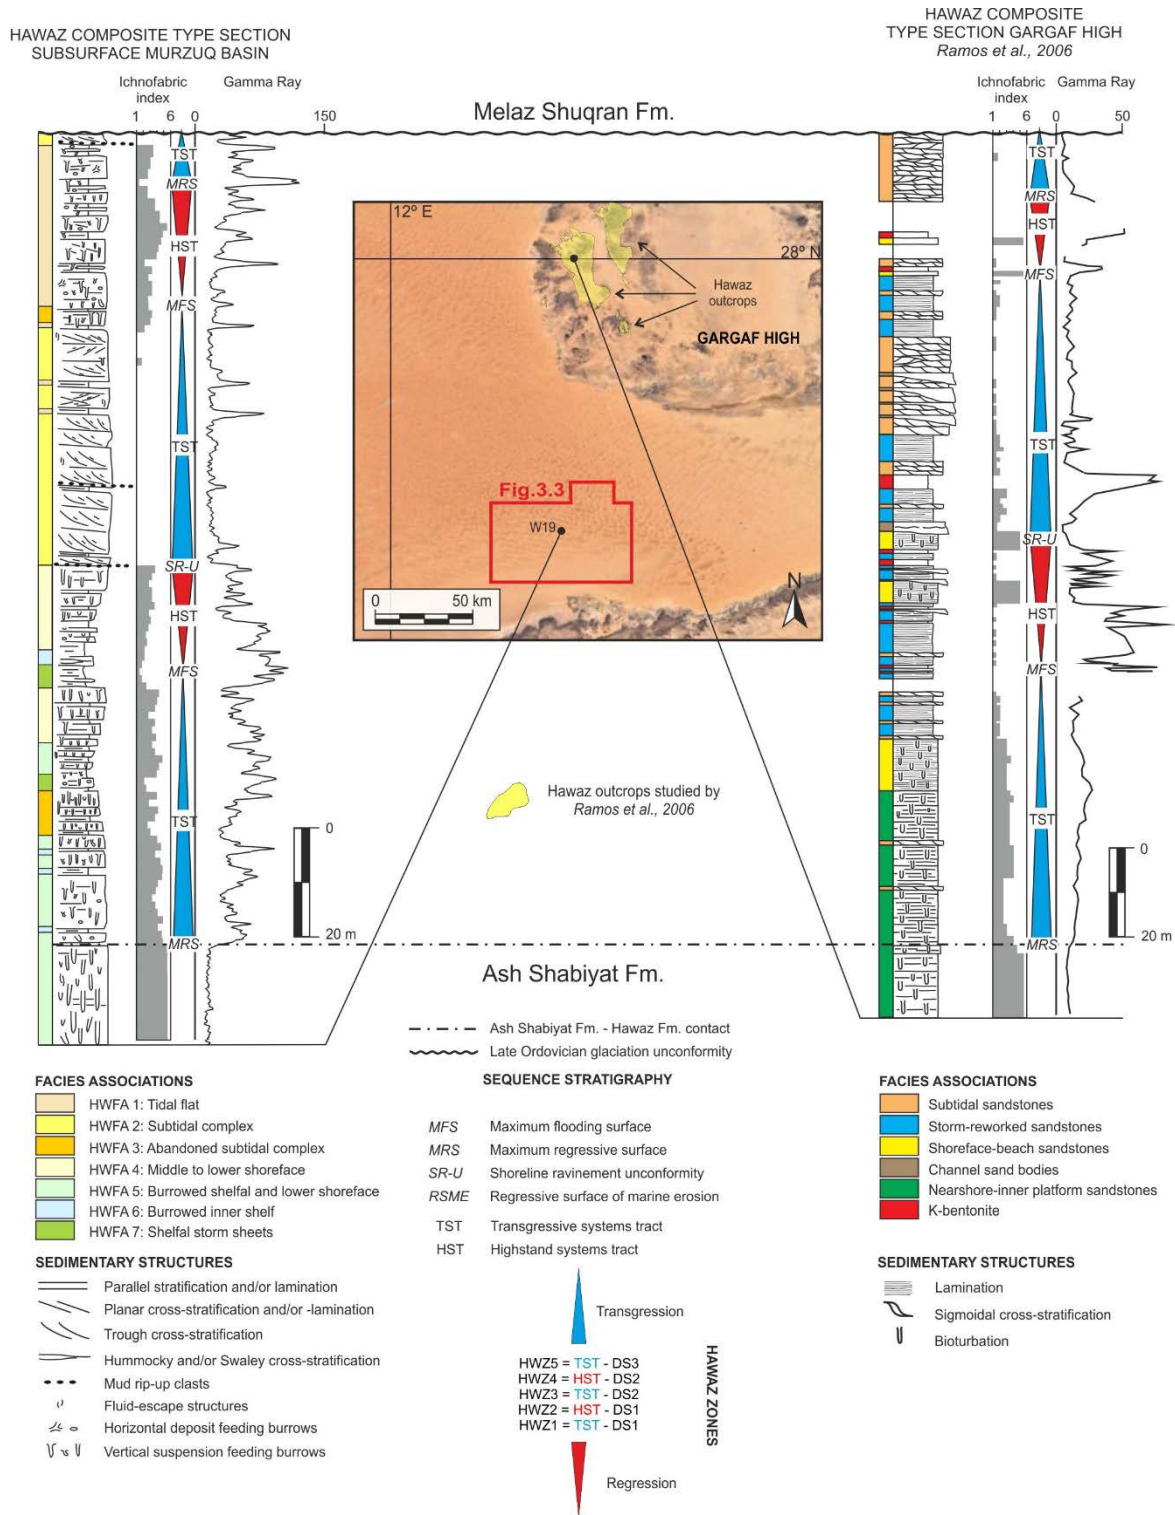 HAWAZ COMPOSITE TYPE SECTION
SUBSURFACE MURZUQ BASIN
Ichnofabric
index
Gamma Ray
1 6 0 150
HAWAZ COMPOSITE
TYPE SECTION GARGAF HIGH
Ramos et al., 2006
Ichnofabric
index
Gamma Ray
1 6 0 50
Melaz Shuqran Fm.
TST
MRS
HST
MFS
TST
SR-U
HST
MFS
TST
MRS
0
20 m
12º E
28º N
Hawaz
outcrops
GARGAF HIGH
Fig.3.3
W19
0 50 km
N
Hawaz outcrops studied by
Ramos et al., 2006
TST
MRS
HST
MFS
TST
SR-U
HST
MFS
TST
MRS
0
20 m
Ash Shabiyat Fm.
Ash Shabiyat Fm. - Hawaz Fm. contact
Late Ordovician glaciation unconformity
FACIES ASSOCIATIONS
HWFA 1: Tidal flat
HWFA 2: Subtidal complex
HWFA 3: Abandoned subtidal complex
HWFA 4: Middle to lower shoreface
HWFA 5: Burrowed shelfal and lower shoreface
HWFA 6: Burrowed inner shelf
HWFA 7: Shelfal storm sheets
SEDIMENTARY STRUCTURES
Parallel stratification and/or lamination
Planar cross-stratification and/or -lamination
Trough cross-stratification
Hummocky and/or Swaley cross-stratification
Mud rip-up clasts
Fluid-escape structures
Horizontal deposit feeding burrows
Vertical suspension feeding burrows
SEQUENCE STRATIGRAPHY
MFS Maximum flooding surface
MRS Maximum regressive surface
SR-U Shoreline ravinement unconformity
RSME Regressive surface of marine erosion
TST Transgressive systems tract
HST Highstand systems tract
Transgression
HWZ5 = TST - DS3
HWZ4 = HST - DS2
HWZ3 = TST - DS2
HWZ2 = HST - DS1
HWZ1 = TST - DS1
HAWAZ ZONES
Regression
FACIES ASSOCIATIONS
Subtidal sandstones
Storm-reworked sandstones
Shoreface-beach sandstones
Channel sand bodies
Nearshore-inner platform sandstones
K-bentonite
SEDIMENTARY STRUCTURES
Lamination
Sigmoidal cross-stratification
Bioturbation